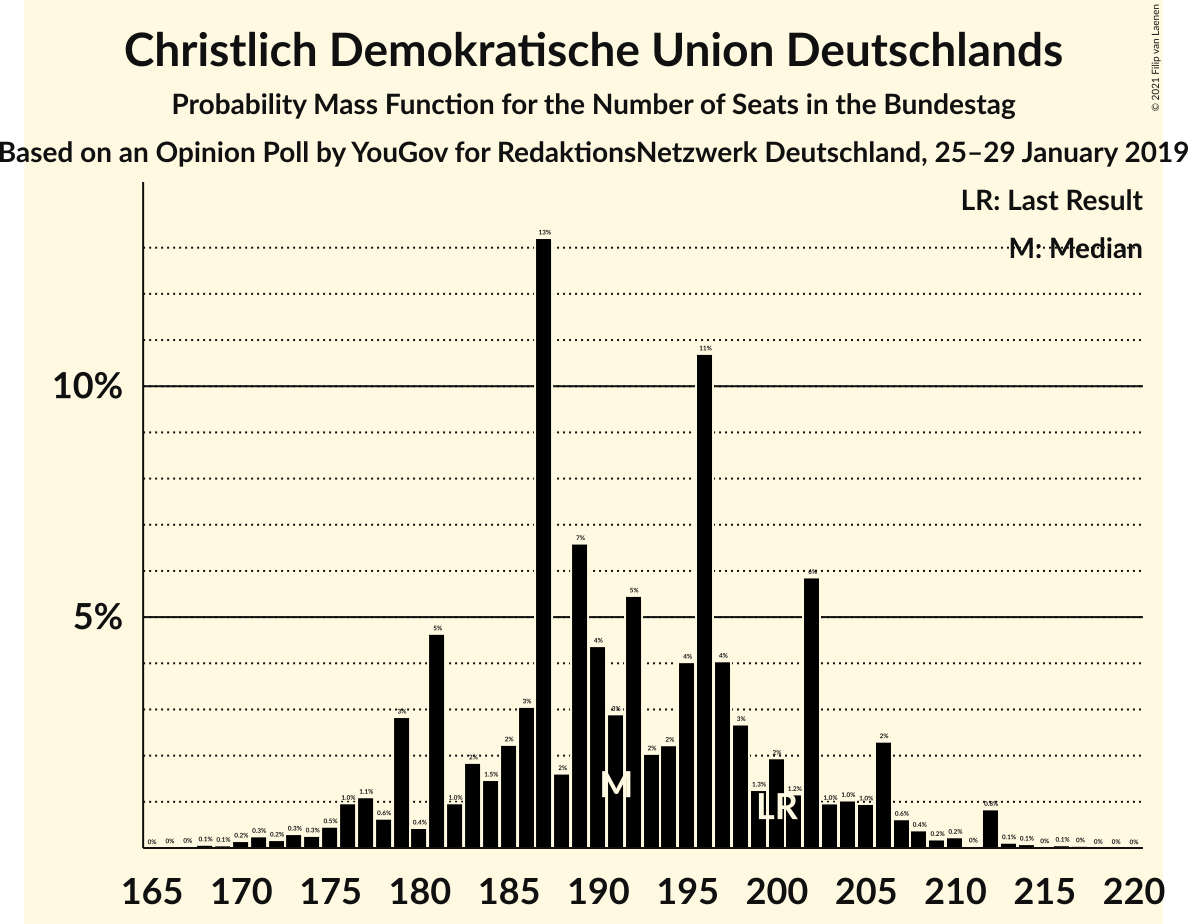 Christlich Demokratische Union Deutschlands
Probability Mass Function for the Number of Seats in the Bundestag
Based on an Opinion Poll by YouGov for RedaktionsNetzwerk Deutschland, 25–29 January 2019
© 2021 Filip van Laenen
LR: Last Result
M: Median
10%
5%
0% 0% 0% 0.1% 0.1% 0.2% 0.3% 0.2% 0.3% 0.3% 0.5% 1.0% 1.1% 0.6% 3% 0.4% 5% 1.0% 2% 1.5% 2% 3% 13% 2% 7% 4% 3% 5% 2% 2% 4% 11% 4% 3% 1.3% 2% 1.2% 6% 1.0% 1.0% 1.0% 2% 0.6% 0.4% 0.2% 0.2% 0% 0.8% 0.1% 0.1% 0% 0.1% 0% 0% 0% 0%
M
LR
165 170 175 180 185 190 195 200 205 210 215 220